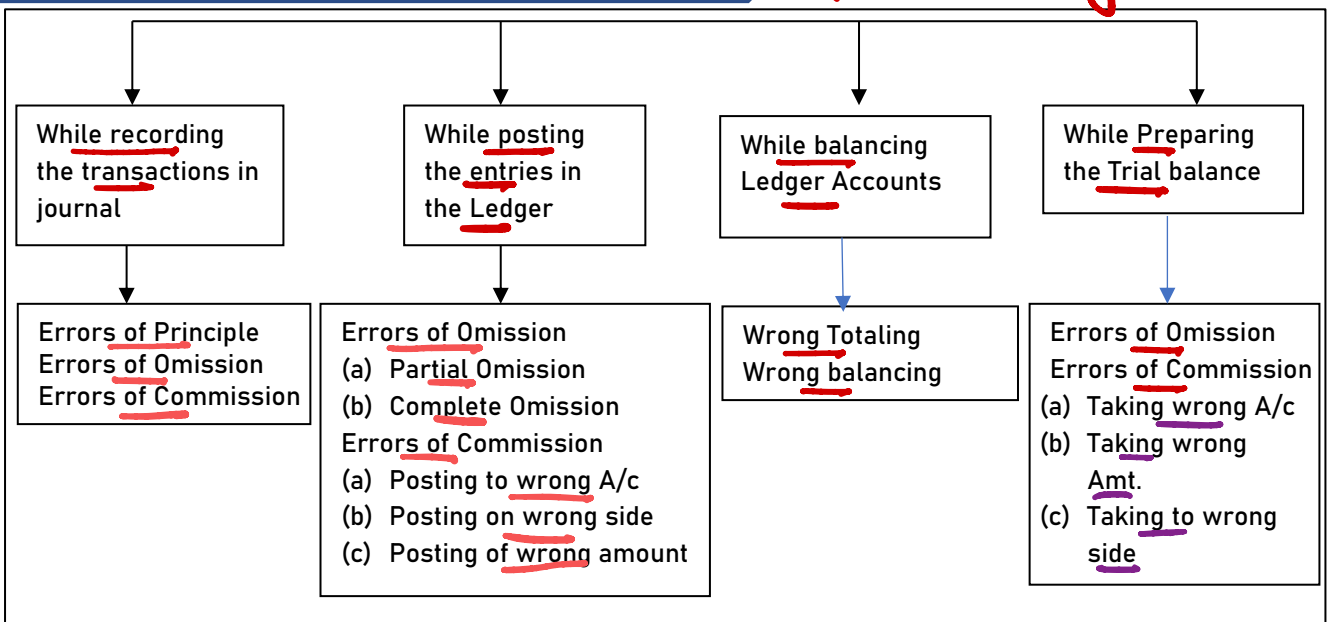 While recording
the transactions in
journal
While posting
the entries in
the Ledger
While balancing
Ledger Accounts
While Preparing
the Trial balance
Errors of Principle
Errors of Omission
Errors of Commission
Errors of Omission
(a) Partial Omission
(b) Complete Omission
Errors of Commission
(a) Posting to wrong A/c
(b) Posting on wrong side
(c) Posting of wrong amount
Wrong Totaling
Wrong balancing
Errors of Omission
Errors of Commission
(a) Taking wrong A/c
(b) Taking wrong
Amt.
(c) Taking to wrong
side